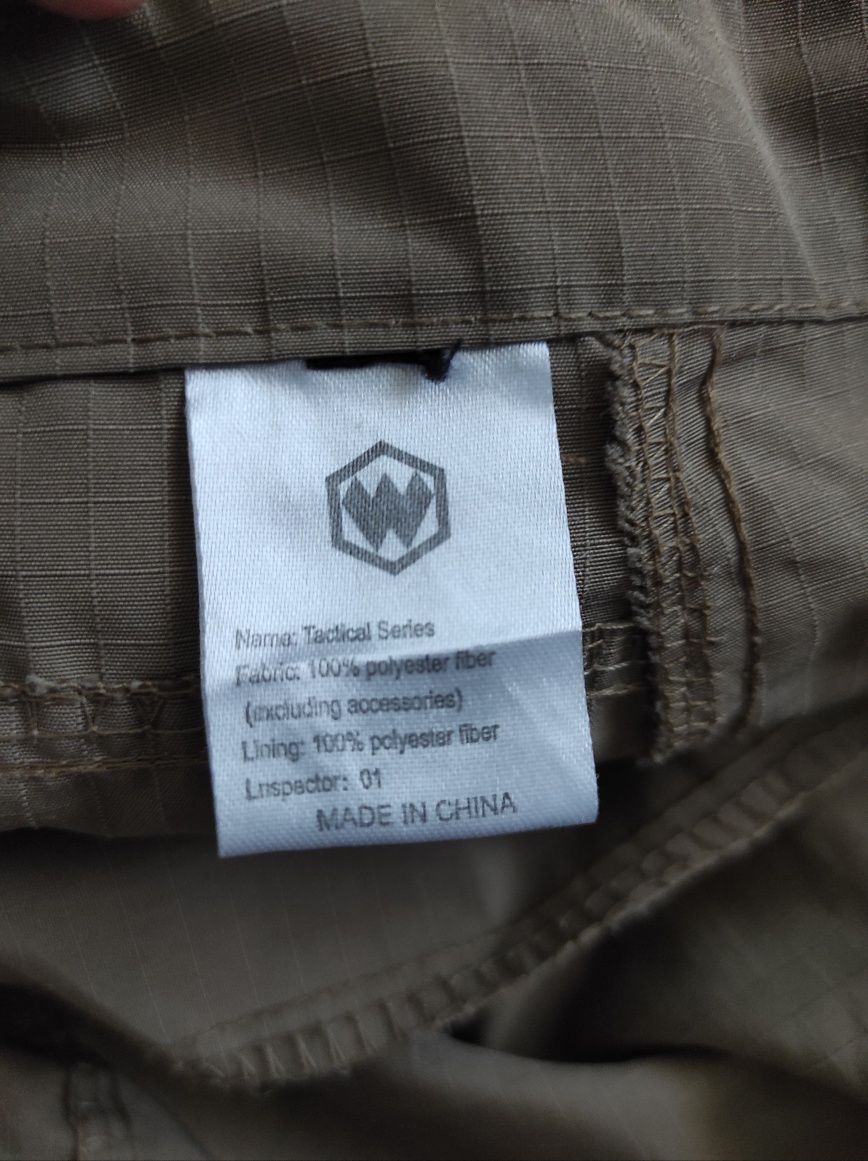 W
Name: Tactical Series
Fabric: 100% polyester fiber
(excluding accessories)
Lining: 100% polyester fiber
Lnspector: 01
MADE IN CHINA